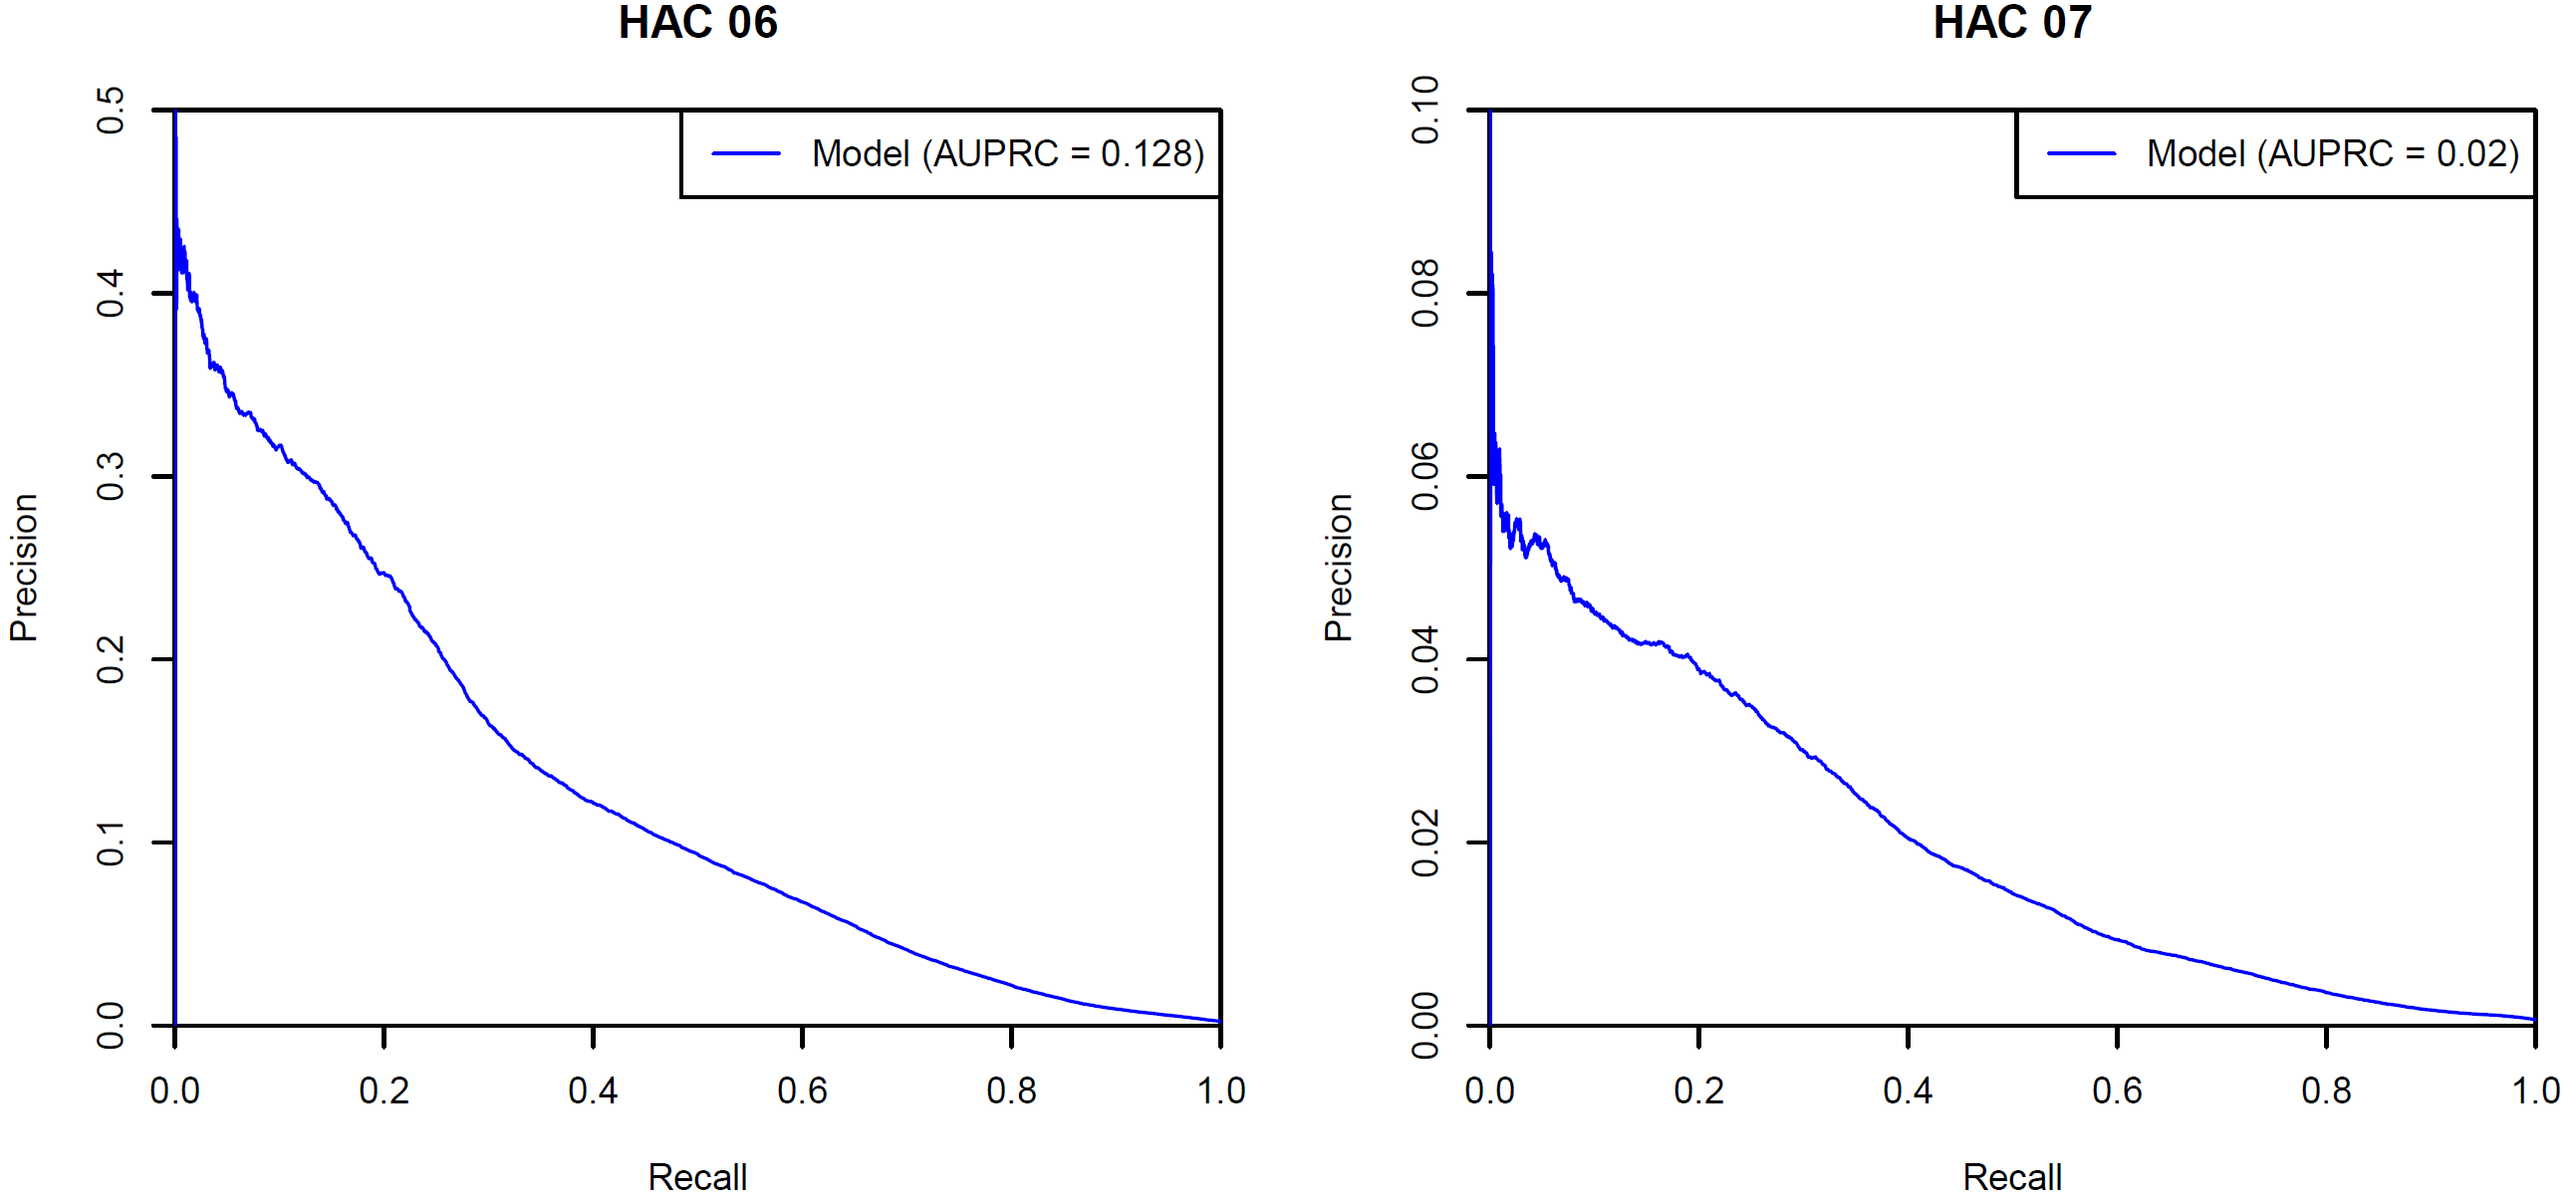 HAC 06
Model (AUPRC = 0.128)
Precision
0.5
0.4
0.3
0.2
0.1
0.0
0.0 0.2 0.4 0.6 0.8 1.0
Recall
HAC 07
Model (AUPRC = 0.02)
Precision
0.10
0.08
0.06
0.04
0.02
0.00
0.0 0.2 0.4 0.6 0.8 1.0
Recall